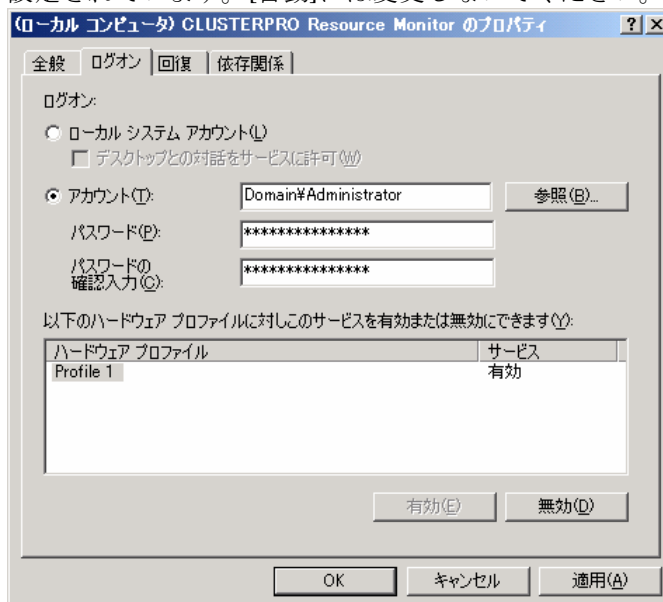 (ローカル コンピュータ) CLUSTERPRO Resource Monitor のプロパティ
全般 ログオン 回復 依存関係
ログオン:
ローカル システム アカウント(L)
デスクトップとの対話をサービスに許可(W)
アカウント(T): Domain¥Administrator 参照(B)...
パスワード(P): ***************
パスワードの
確認入力(C): ***************
以下のハードウェア プロファイルに対しこのサービスを有効または無効にできます(Y):
ハードウェア プロファイル サービス
Profile 1 有効
有効(E) 無効(D)
OK キャンセル 適用(A)